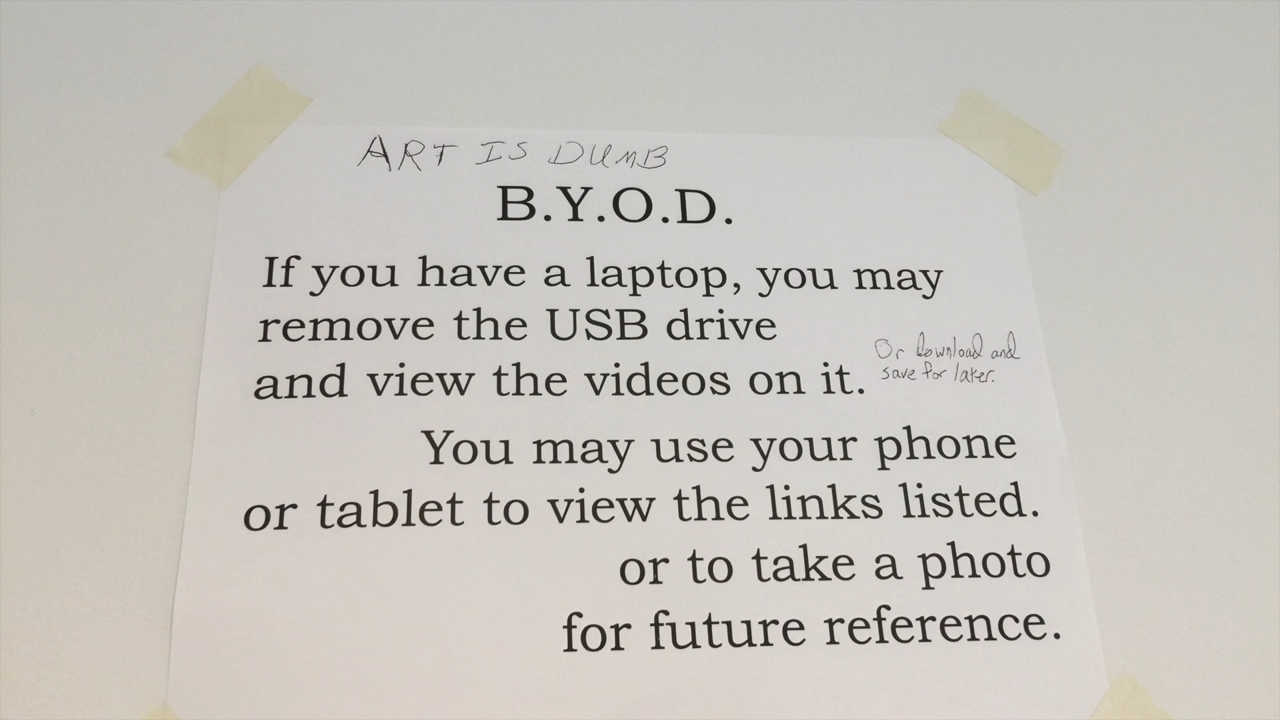 ART IS DUMB
B.Y.O.D.
If you have a laptop, you may
remove the USB drive
and view the videos on it.
Or download and
save for later.
You may use your phone
or tablet to view the links listed.
or to take a photo
for future reference.